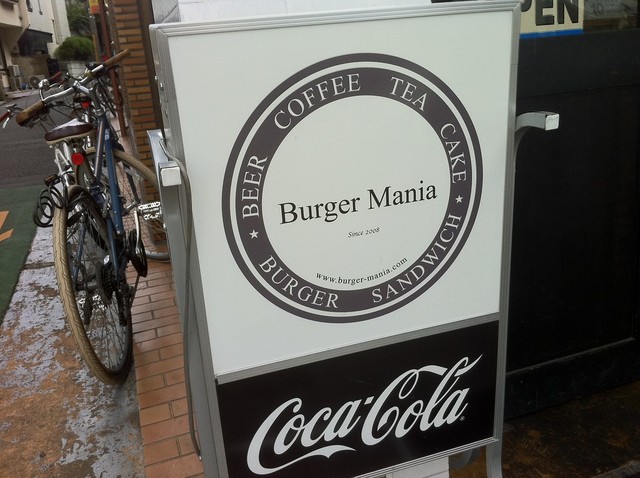 PEN
BEER COFFEE TEA CAKE
Burger Mania
Since 2008
www.burger-mania.com
★ BURGER SANDWICH ★
Coca-Cola